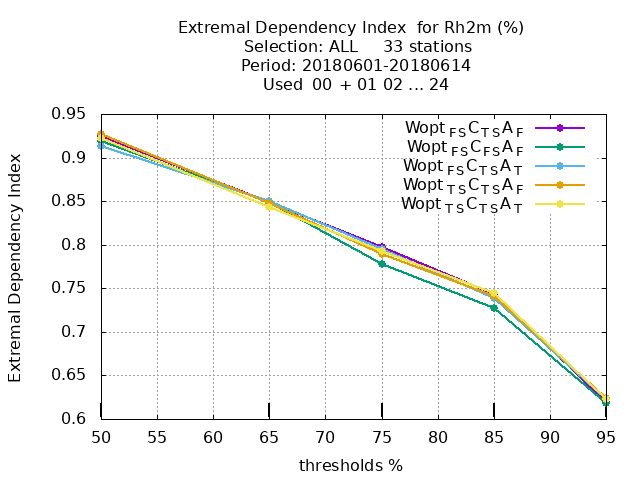 Extremal Dependency Index for Rh2m (%)
Selection: ALL 33 stations
Period: 20180601-20180614
Used 00 + 01 02 ... 24
Extremal Dependency Index
0.95
0.9
0.85
0.8
0.75
0.7
0.65
0.6
Wopt FS C TS A F
Wopt FS C FS A F
Wopt FS C TS A T
Wopt TS C TS A F
Wopt TS C TS A T
50 55 60 65 70 75 80 85 90 95
thresholds %